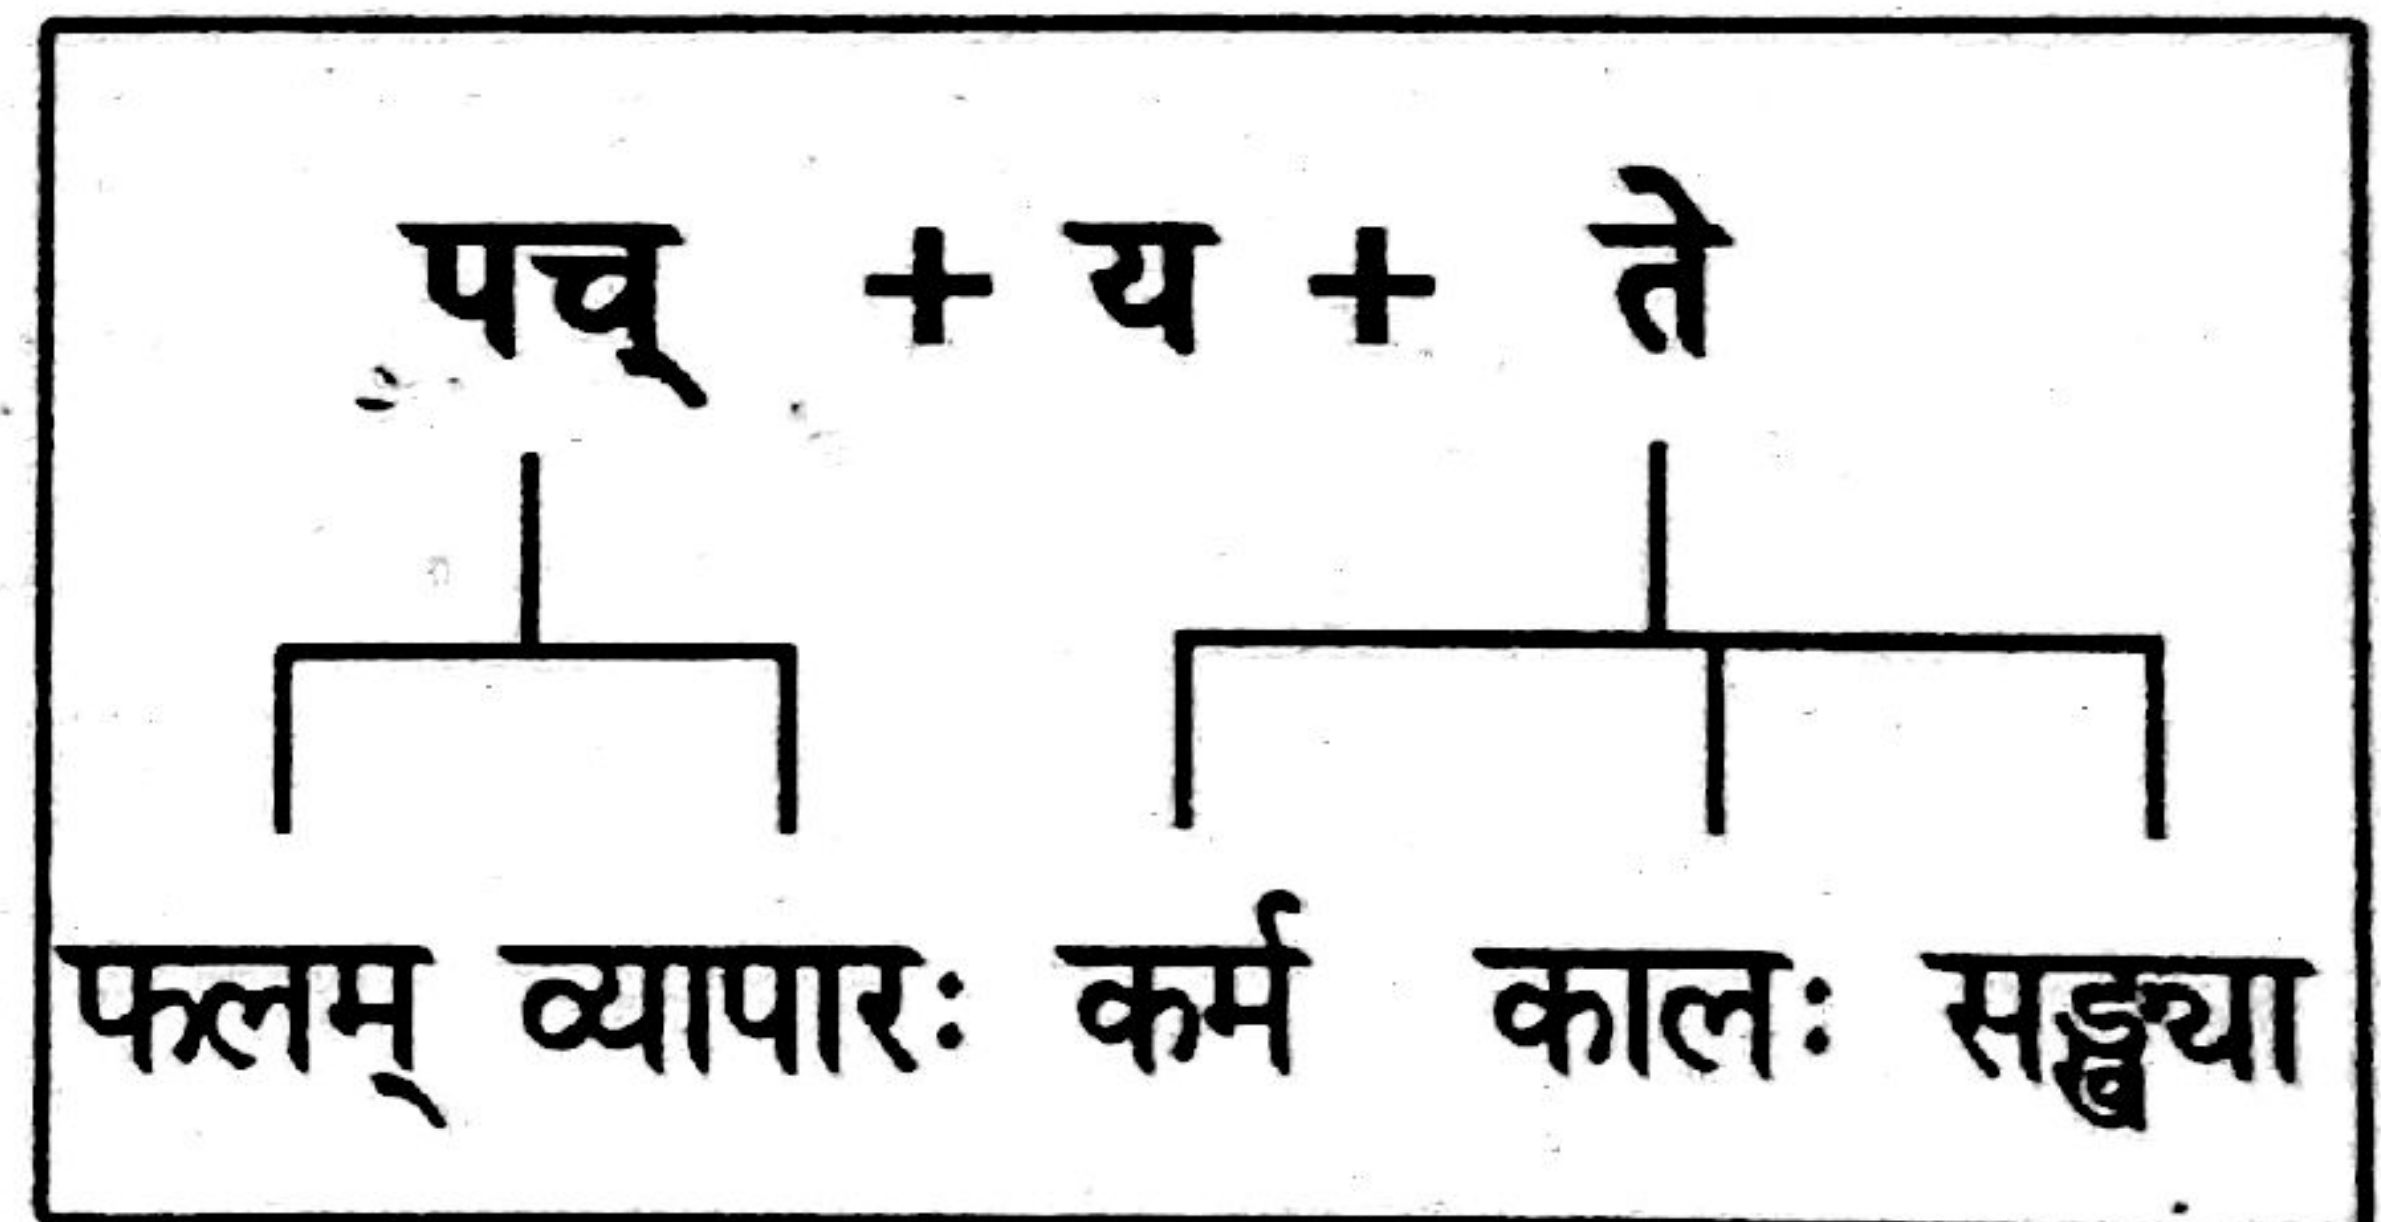 पच् + य + ते
फलम् व्यापारः कर्म कालः सङ्ख्या